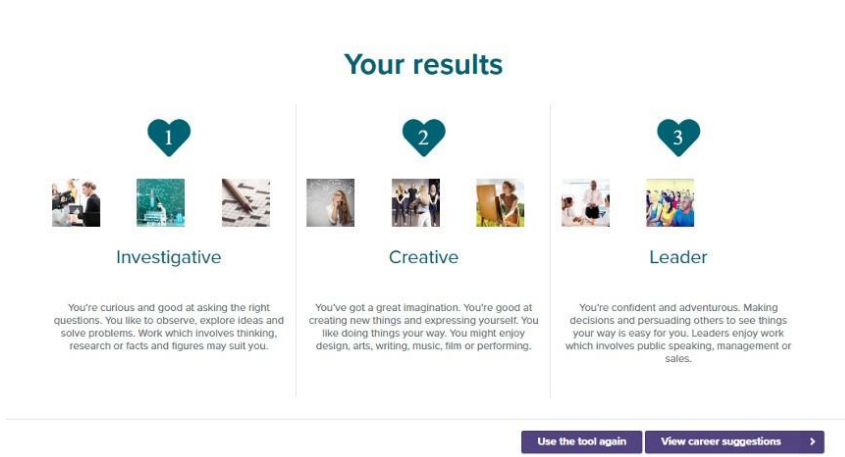 Your results
1
Investigative
You're curious and good at asking the right
questions. You like to observe, explore ideas and
solve problems. Work which involves thinking,
research or facts and figures may suit you.
2
Creative
You've got a great imagination. You're good at
creating new things and expressing yourself. You
like doing things your way. You might enjoy
design, arts, writing, music, film or performing.
3
Leader
You're confident and adventurous. Making
decisions and persuading others to see things
your way is easy for you. Leaders enjoy work
which involves public speaking, management or
sales.
Use the tool again
View career suggestions